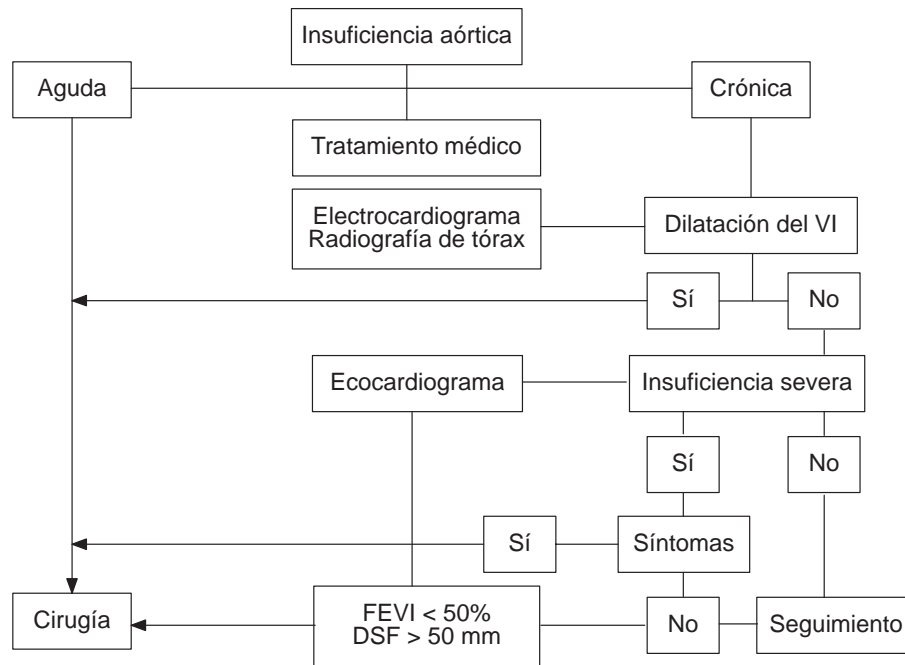 Insuficiencia aórtica
Aguda
Crónica
Tratamiento médico
Electrocardiograma
Radiografía de tórax
Dilatación del VI
Sí
No
Ecocardiograma
Insuficiencia severa
Sí
No
Sí
Síntomas
Cirugía
FEVI < 50%
DSF > 50 mm
No
Seguimiento